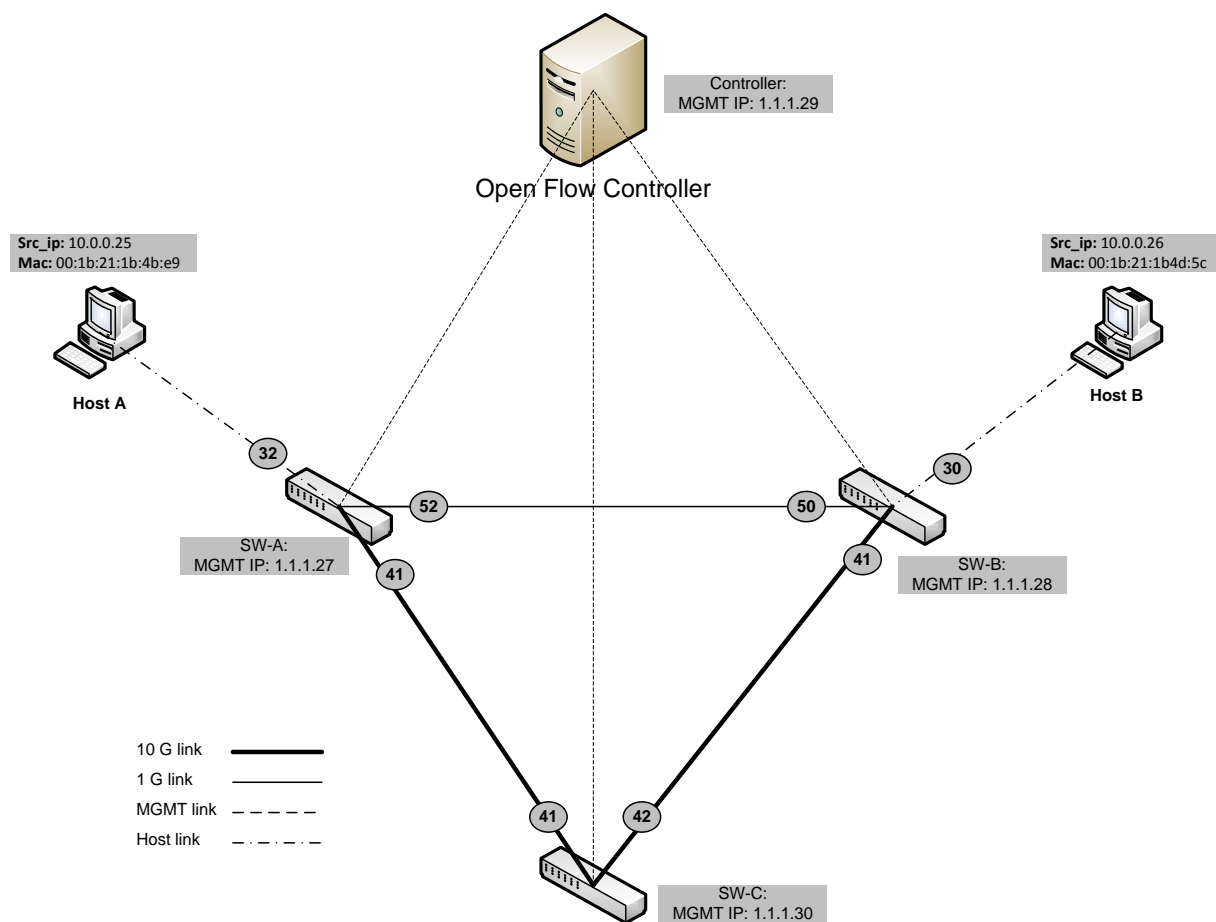 Controller:
MGMT IP: 1.1.1.29
Open Flow Controller
Src_ip: 10.0.0.25
Mac: 00:1b:21:1b:4b:e9
Src_ip: 10.0.0.26
Mac: 00:1b:21:1b4d:5c
Host A
Host B
32
30
52
50
SW-A:
MGMT IP: 1.1.1.27
41
41
SW-B:
MGMT IP: 1.1.1.28
10 G link
1 G link
MGMT link
Host link
41
42
SW-C:
MGMT IP: 1.1.1.30